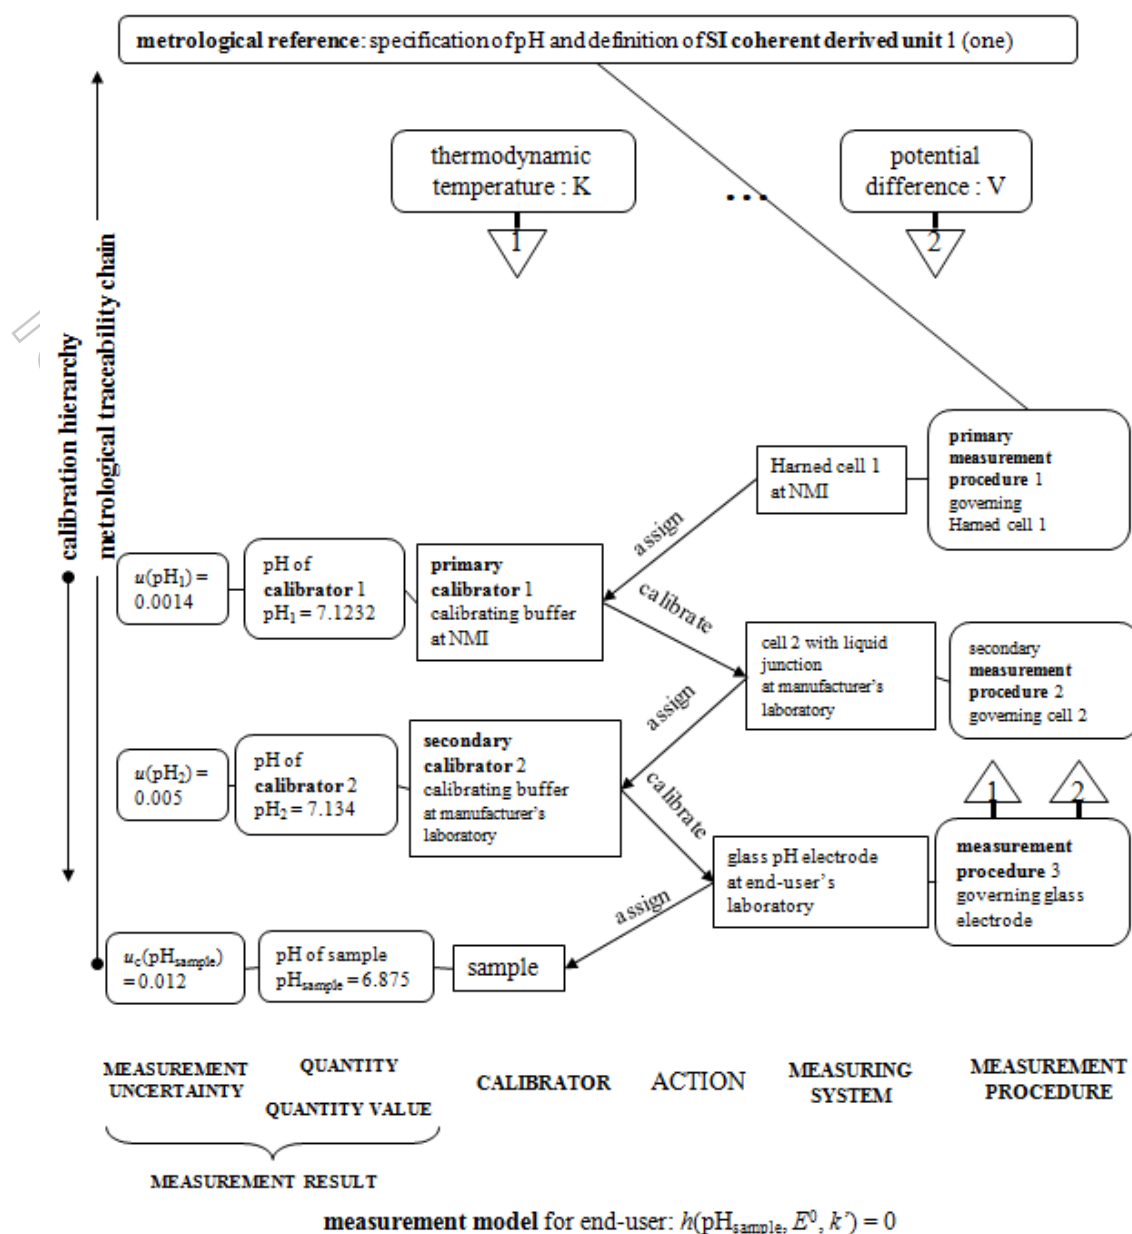 metrological reference: specification of pH and definition of SI coherent derived unit 1 (one)
thermodynamic
temperature : K
...
potential
difference : V
1
2
calibration hierarchy
metrological traceability chain
primary
measurement
procedure 1
governing
Harned cell 1
Harned cell 1
at NMI
assign
u(pH₁) =
0.0014
pH of
calibrator 1
pH₁ = 7.1232
primary
calibrator 1
calibrating buffer
at NMI
calibrate
cell 2 with liquid
junction
at manufacturer's
laboratory
secondary
measurement
procedure 2
governing cell 2
assign
u(pH₂) =
0.005
pH of
calibrator 2
pH₂ = 7.134
secondary
calibrator 2
calibrating buffer
at manufacturer's
laboratory
calibrate
1
2
glass pH electrode
at end-user's
laboratory
measurement
procedure 3
governing glass
electrode
assign
uc(pHsample)
= 0.012
pH of sample
pHsample = 6.875
sample
MEASUREMENT
UNCERTAINTY
QUANTITY
QUANTITY VALUE
CALIBRATOR
ACTION
MEASURING
SYSTEM
MEASUREMENT
PROCEDURE
MEASUREMENT RESULT
measurement model for end-user: h(pHsample, E⁰, k') = 0